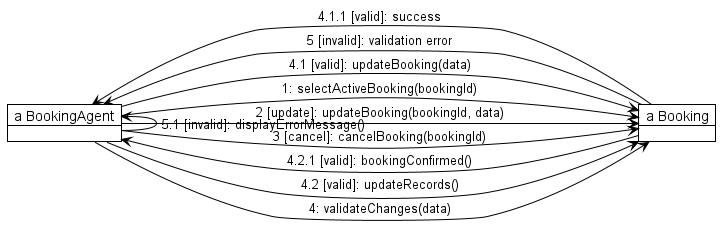 4.1.1 [valid]: success
5 [invalid]: validation error
4.1 [valid]: updateBooking(data)
1: selectActiveBooking(bookingId)
a BookingAgent
2 [update]: updateBooking(bookingId, data)
a Booking
5.1 [invalid]: displayErrorMessage()
3 [cancel]: cancelBooking(bookingId)
4.2.1 [valid]: bookingConfirmed()
4.2 [valid]: updateRecords()
4: validateChanges(data)